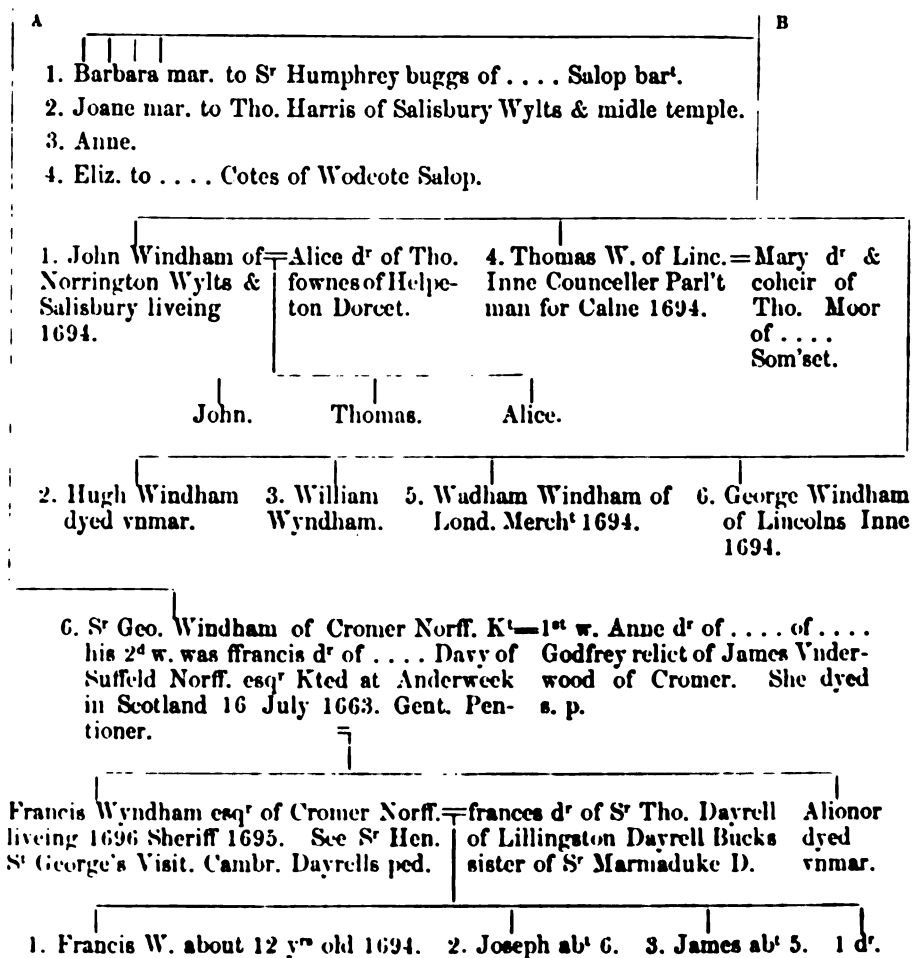 A B
1. Barbara mar. to Sʳ Humphrey buggs of . . . . Salop barᵗ.
2. Joane mar. to Tho. Harris of Salisbury Wylts & midle temple.
3. Anne.
4. Eliz. to . . . . Cotes of Wodcote Salop.
1. John Windham of=Alice dʳ of Tho.
Norrington Wylts & fownes of Helpe-
Salisbury liveing ton Dorcet.
1694.
4. Thomas W. of Linc.=Mary dʳ &
Inne Counceller Parl't coheir of
man for Calne 1694. Tho. Moor
of . . . .
Som'set.
John. Thomas. Alice.
2. Hugh Windham
dyed vnmar.
3. William
Wyndham.
5. Wadham Windham of
Lond. Merchᵗ 1694.
6. George Windham
of Lincolns Inne
1694.
6. Sʳ Geo. Windham of Cromer Norff. Kᵗ=1ˢᵗ w. Anne dʳ of . . . . of . . . .
his 2ᵈ w. was ffrancis dʳ of . . . . Davy of Godfrey relict of James Vnder-
Suffeld Norff. esqʳ Kted at Anderweek wood of Cromer. She dyed
in Scotland 16 July 1663. Gent. Pen- s. p.
tioner.
Francis Wyndham esqʳ of Cromer Norff.=frances dʳ of Sʳ Tho. Dayrell
liveing 1696 Sheriff 1695. See Sʳ Hen. of Lillingston Dayrell Bucks
Sᵗ George's Visit. Cambr. Dayrells ped. sister of Sʳ Marmaduke D.
Alionor
dyed
vnmar.
1. Francis W. about 12 yʳˢ old 1694. 2. Joseph abᵗ 6. 3. James abᵗ 5. 1 dʳ.